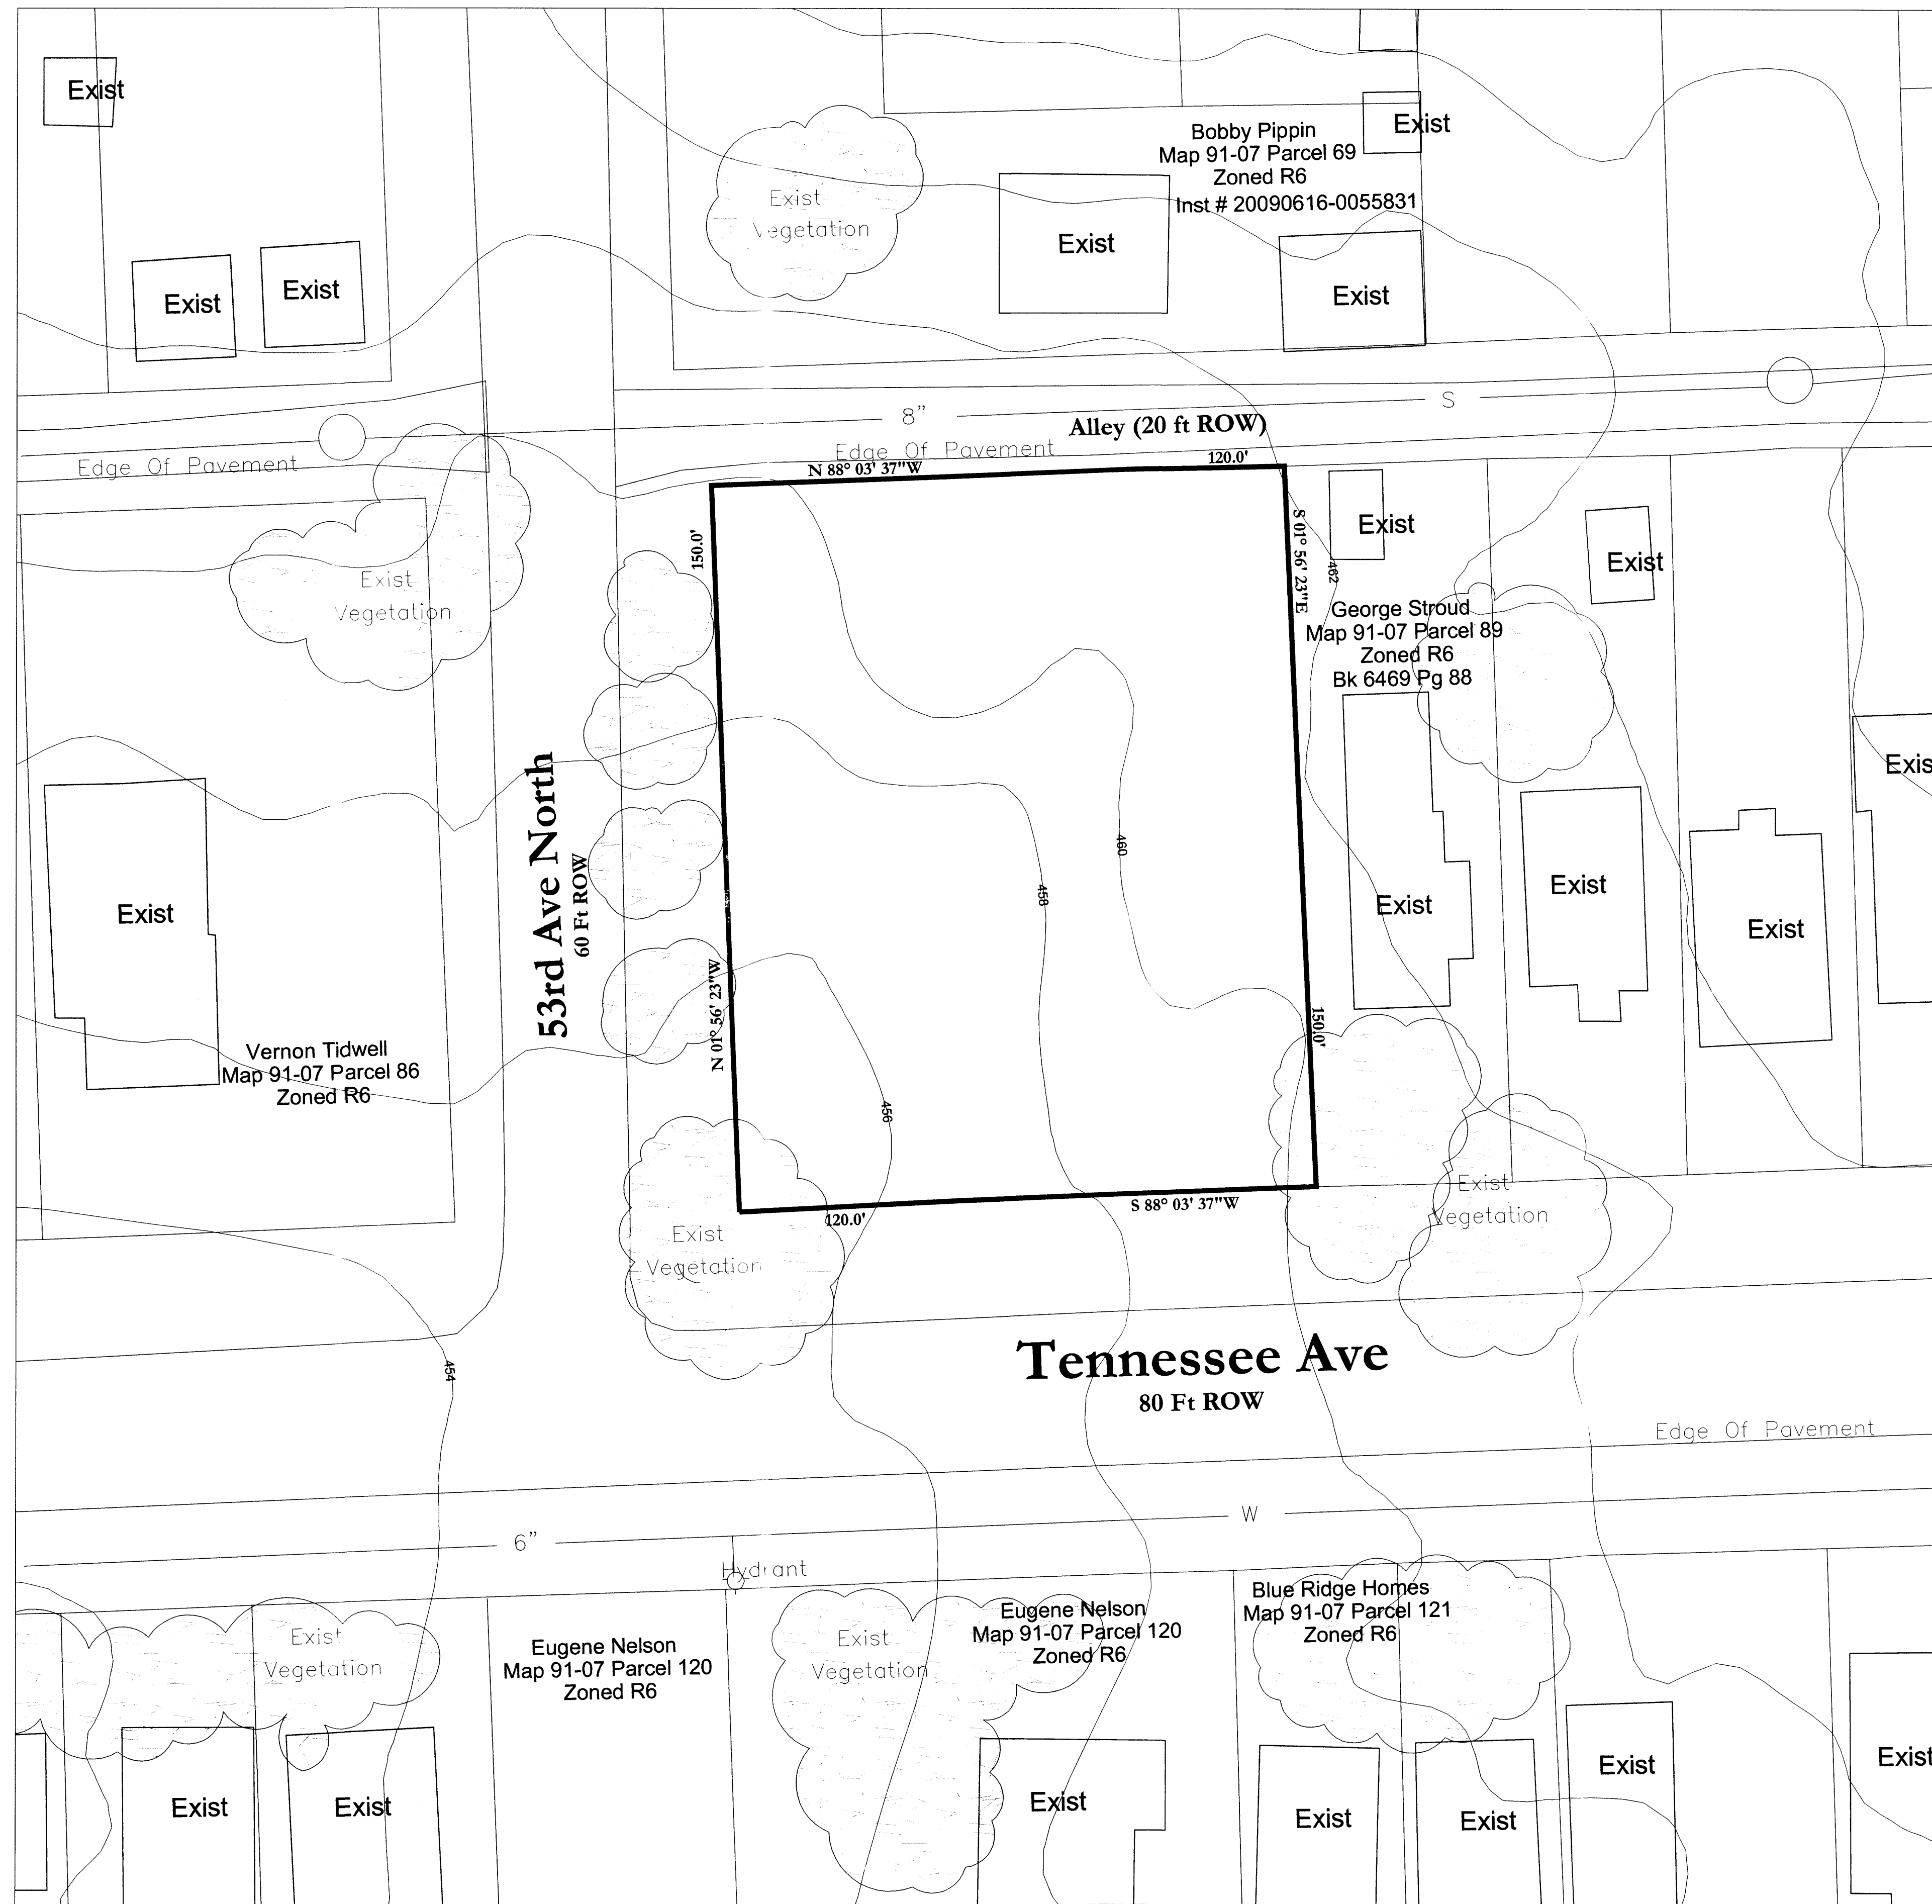 Exist
Exist
Exist
Exist
Vegetation
Bobby Pippin
Map 91-07 Parcel 69
Zoned R6
Inst # 20090616-0055831
Exist
Exist
Exist
8"
S
Alley (20 ft ROW)
Edge Of Pavement
Edge Of Pavement
N 88° 03' 37"W
120.0'
150.0'
S 01° 56' 23"E
Exist
462
Exist
Exist
Vegetation
George Stroud
Map 91-07 Parcel 89
Zoned R6
Bk 6469 Pg 88
Exis
53rd Ave North
60 Ft ROW
460
458
Exist
Exist
Exist
Exist
N 01° 56' 23"W
150.0'
Vernon Tidwell
Map 91-07 Parcel 86
Zoned R6
456
Exist
Vegetation
S 88° 03' 37"W
120.0'
Exist
Vegetation
454
Tennessee Ave
80 Ft ROW
Edge Of Pavement
W
6"
Hydrant
Exist
Vegetation
Eugene Nelson
Map 91-07 Parcel 120
Zoned R6
Exist
Vegetation
Eugene Nelson
Map 91-07 Parcel 120
Zoned R6
Blue Ridge Homes
Map 91-07 Parcel 121
Zoned R6
Exist
Exist
Exist
Exist
Exist
Exist
Exist